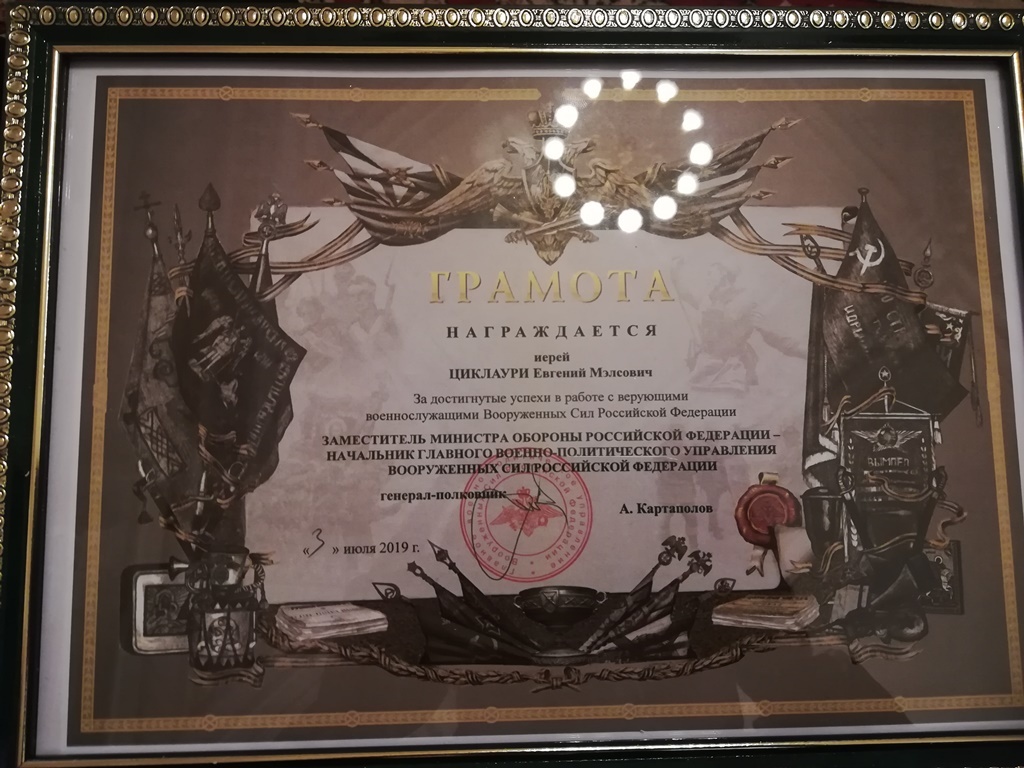 ГРАМОТА
НАГРАЖДАЕТСЯ
иерей
ЦИКЛАУРИ Евгений Мэлсович
За достигнутые успехи в работе с верующими
военнослужащими Вооруженных Сил Российской Федерации
ЗАМЕСТИТЕЛЬ МИНИСТРА ОБОРОНЫ РОССИЙСКОЙ ФЕДЕРАЦИИ –
НАЧАЛЬНИК ГЛАВНОГО ВОЕННО-ПОЛИТИЧЕСКОГО УПРАВЛЕНИЯ
ВООРУЖЕННЫХ СИЛ РОССИЙСКОЙ ФЕДЕРАЦИИ
генерал-полковник
А. Картаполов
«3» июля 2019 г.
ВЫМПЕЛ